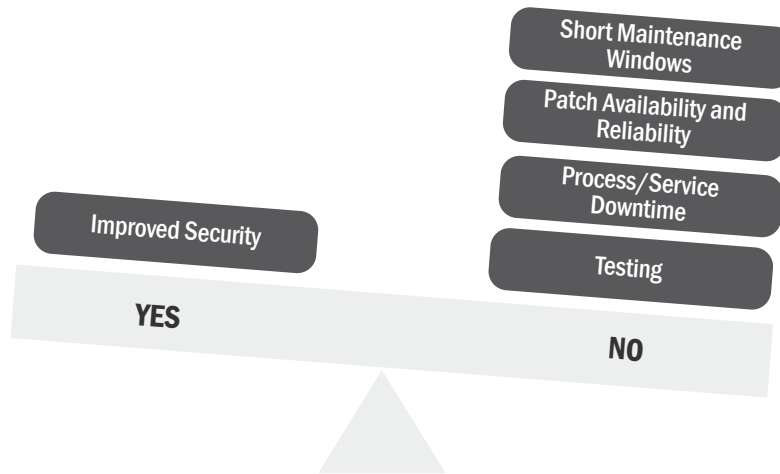 Short Maintenance
Windows
Patch Availability and
Reliability
Process/Service
Downtime
Improved Security
Testing
YES
NO